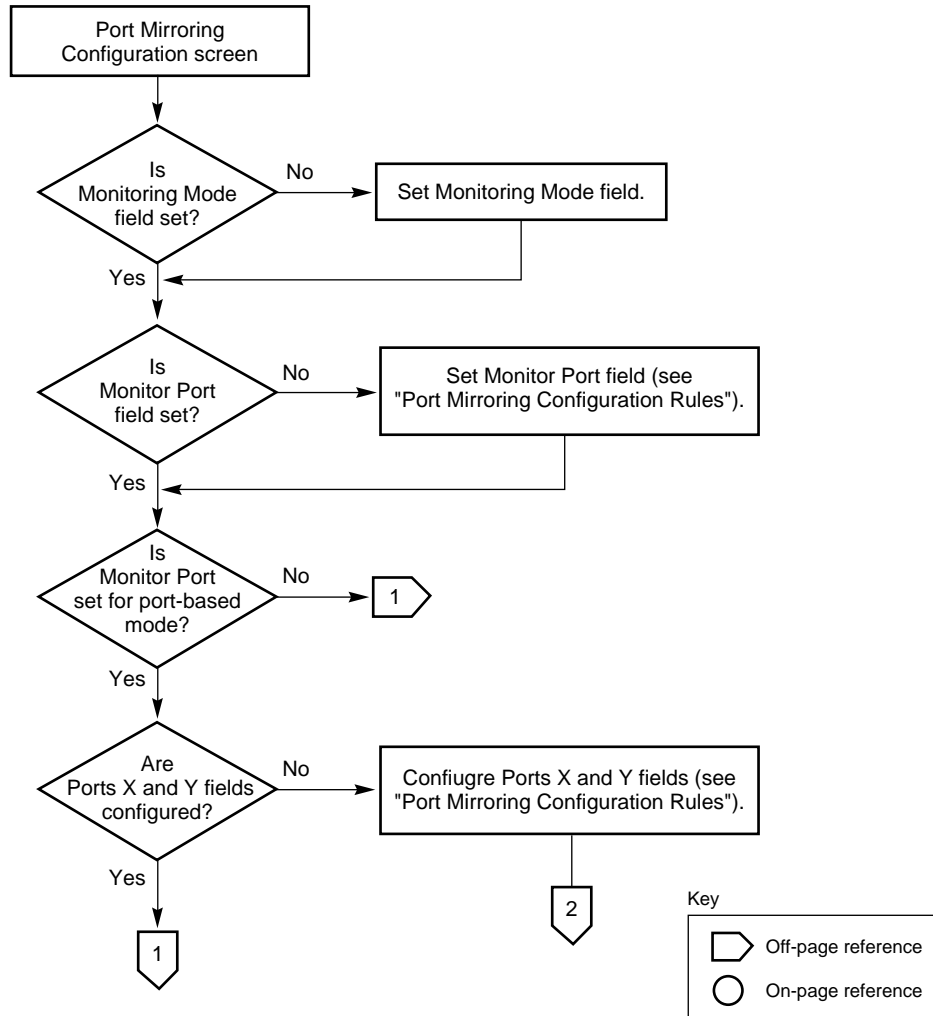 Port Mirroring
Configuration screen
Is
Monitoring Mode
field set?
No
Set Monitoring Mode field.
Yes
Is
Monitor Port
field set?
No
Set Monitor Port field (see
"Port Mirroring Configuration Rules").
Yes
Is
Monitor Port
set for port-based
mode?
No
1
Yes
Are
Ports X and Y fields
configured?
No
Confiugre Ports X and Y fields (see
"Port Mirroring Configuration Rules").
Yes
1
2
Key
Off-page reference
On-page reference